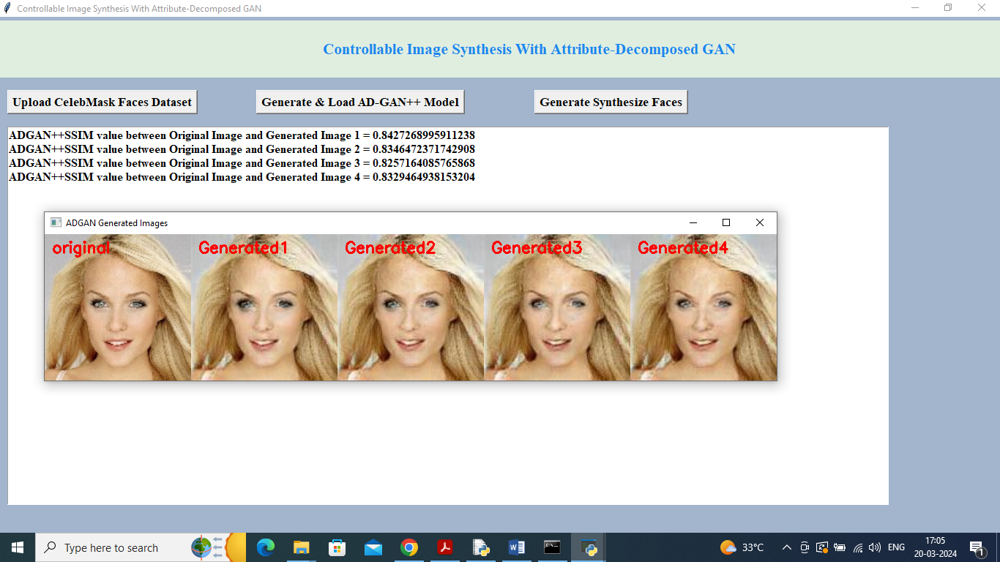 Controllable Image Synthesis With Attribute-Decomposed GAN
Controllable Image Synthesis With Attribute-Decomposed GAN
Upload CelebMask Faces Dataset
Generate & Load AD-GAN++ Model
Generate Synthesize Faces
ADGAN++SSIM value between Original Image and Generated Image 1 = 0.8427268995911238
ADGAN++SSIM value between Original Image and Generated Image 2 = 0.8346472371742908
ADGAN++SSIM value between Original Image and Generated Image 3 = 0.8257164085765868
ADGAN++SSIM value between Original Image and Generated Image 4 = 0.8329464938153204
ADGAN Generated Images
original
Generated1
Generated2
Generated3
Generated4
Type here to search
33°C
ENG
17:05
20-03-2024
1